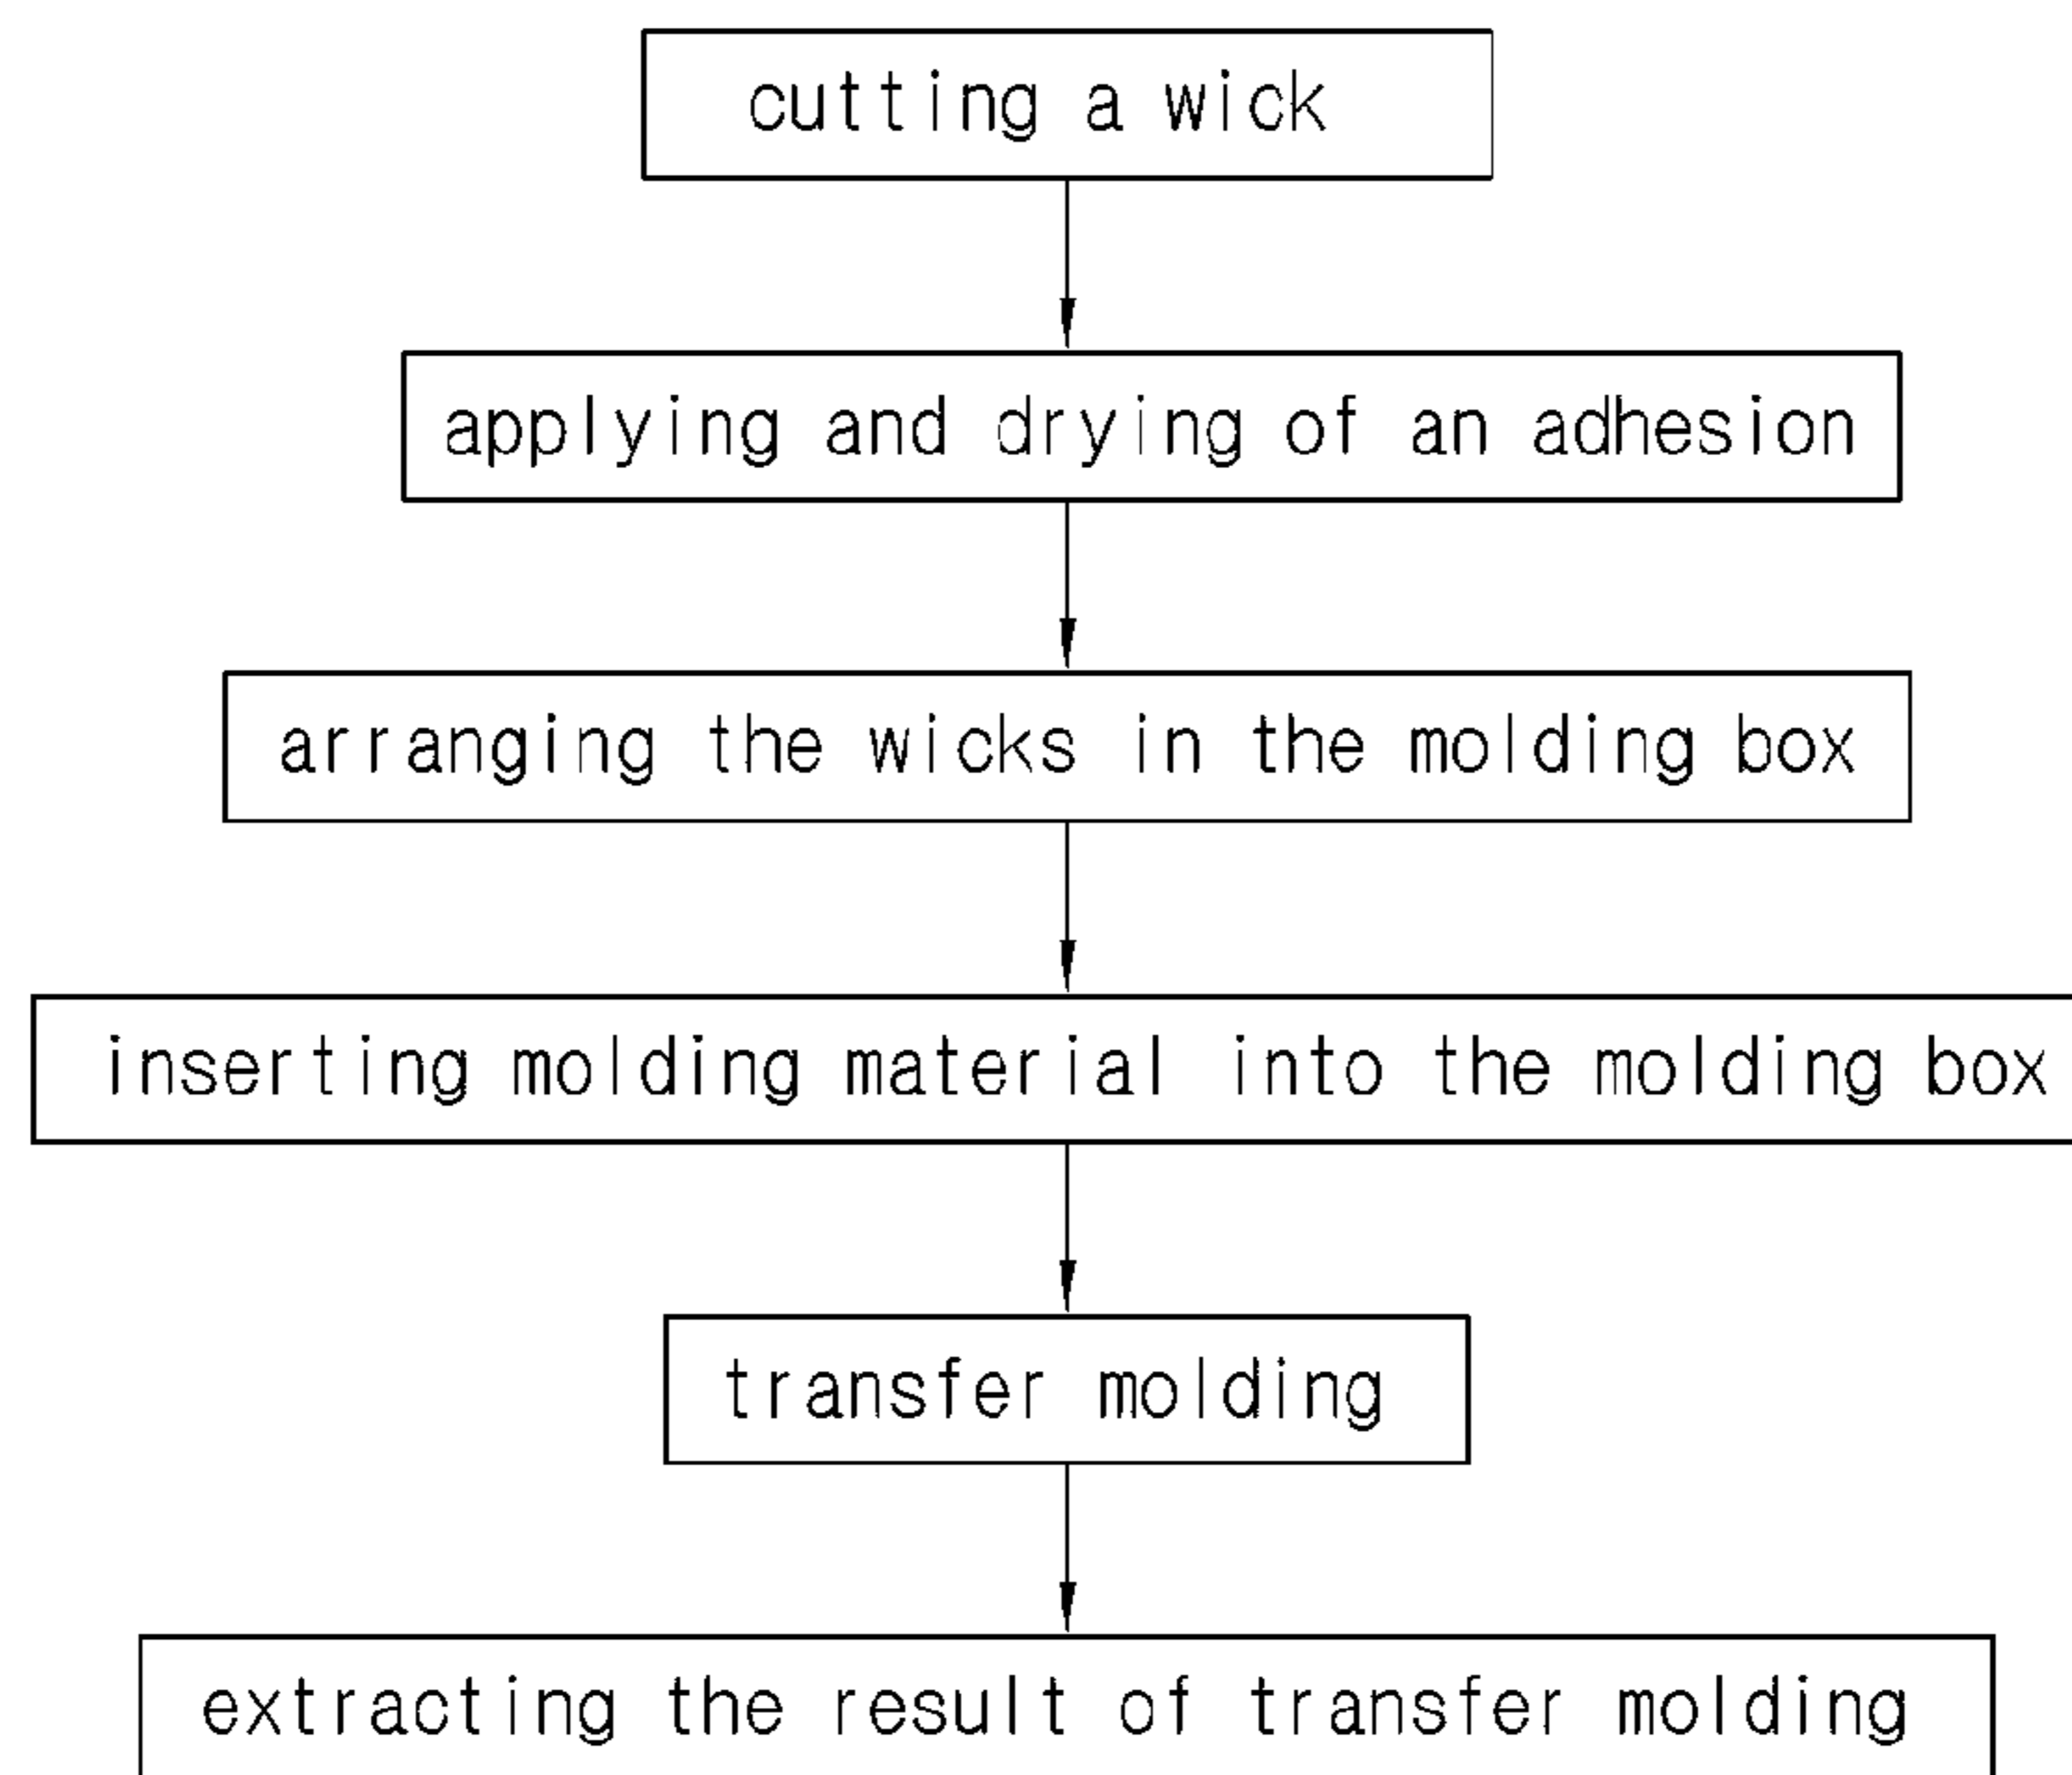 cutting a wick
applying and drying of an adhesion
arranging the wicks in the molding box
inserting molding material into the molding box
transfer molding
extracting the result of transfer molding